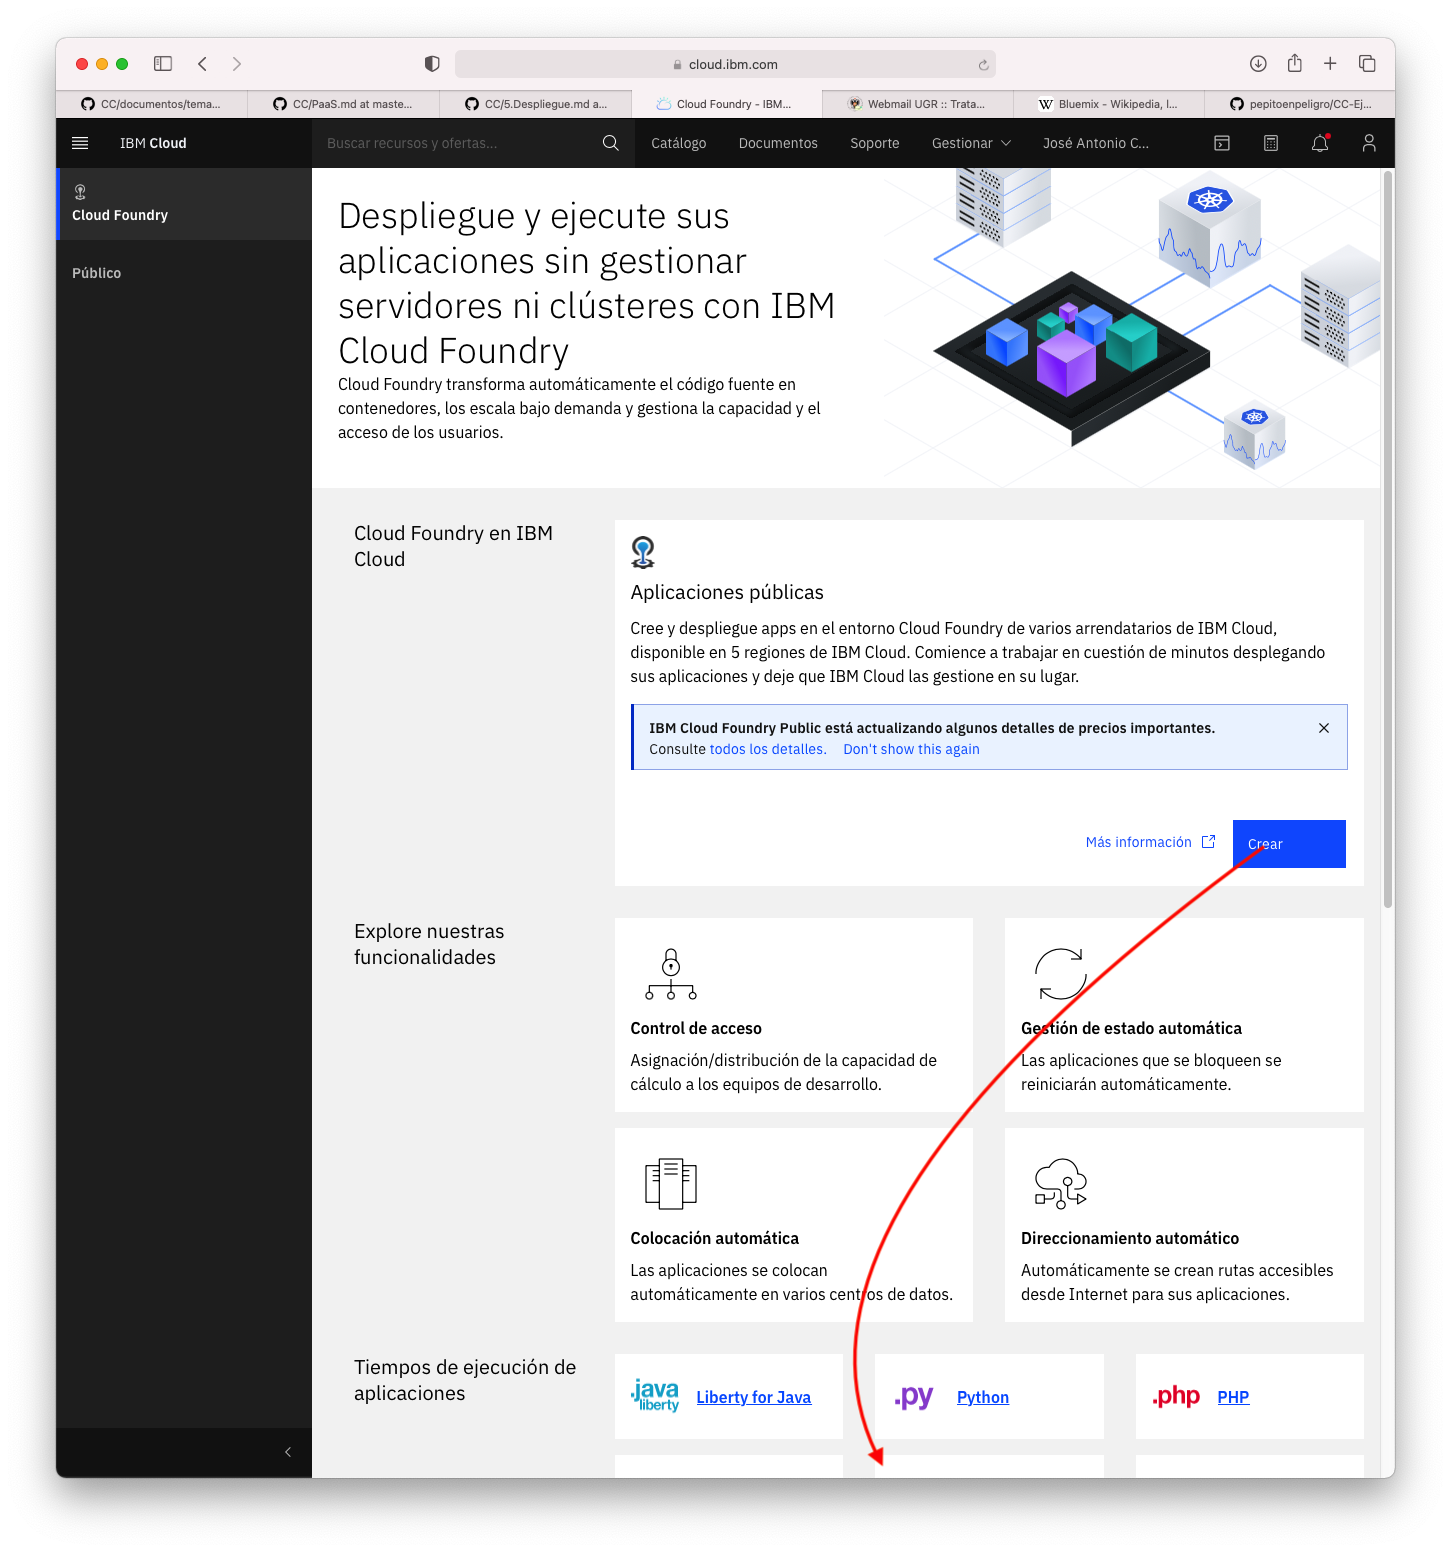 cloud.ibm.com
CC/documentos/tema...
CC/PaaS.md at maste...
CC/5.Despliegue.md a...
Cloud Foundry - IBM...
Webmail UGR :: Trata...
Bluemix - Wikipedia, l...
pepitoenpeligro/CC-Ej...
IBM Cloud
Buscar recursos y ofertas...
Catálogo
Documentos
Soporte
Gestionar
José Antonio C...
Cloud Foundry
Público
Despliegue y ejecute sus
aplicaciones sin gestionar
servidores ni clústeres con IBM
Cloud Foundry
Cloud Foundry transforma automáticamente el código fuente en
contenedores, los escala bajo demanda y gestiona la capacidad y el
acceso de los usuarios.
Cloud Foundry en IBM
Cloud
Aplicaciones públicas
Cree y despliegue apps en el entorno Cloud Foundry de varios arrendatarios de IBM Cloud,
disponible en 5 regiones de IBM Cloud. Comience a trabajar en cuestión de minutos desplegando
sus aplicaciones y deje que IBM Cloud las gestione en su lugar.
IBM Cloud Foundry Public está actualizando algunos detalles de precios importantes.
Consulte todos los detalles. Don't show this again
Más información
Crear
Explore nuestras
funcionalidades
Control de acceso
Asignación/distribución de la capacidad de
cálculo a los equipos de desarrollo.
Gestión de estado automática
Las aplicaciones que se bloqueen se
reiniciarán automáticamente.
Colocación automática
Las aplicaciones se colocan
automáticamente en varios centros de datos.
Direccionamiento automático
Automáticamente se crean rutas accesibles
desde Internet para sus aplicaciones.
Tiempos de ejecución de
aplicaciones
.java
liberty
Liberty for Java
.py
Python
.php
PHP